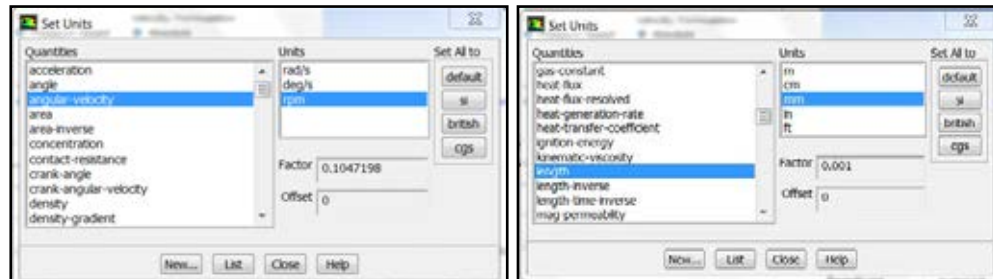 Set Units
Quantities
acceleration
angle
angular-velocity
area
area-inverse
concentration
contact-resistance
crank-angle
crank-angular-velocity
density
density-gradient
Units
rad/s
deg/s
rpm
Factor 0.1047198
Offset 0
Set All to
default
si
british
cgs
New... List Close Help
Set Units
Quantities
gas-constant
heat-flux
heat-flux-resolved
heat-generation-rate
heat-transfer-coefficient
ignition-energy
kinematic-viscosity
length
length-inverse
length-time-inverse
mag-permeability
Units
m
cm
mm
in
ft
Factor 0.001
Offset 0
Set All to
default
si
british
cgs
New... List Close Help